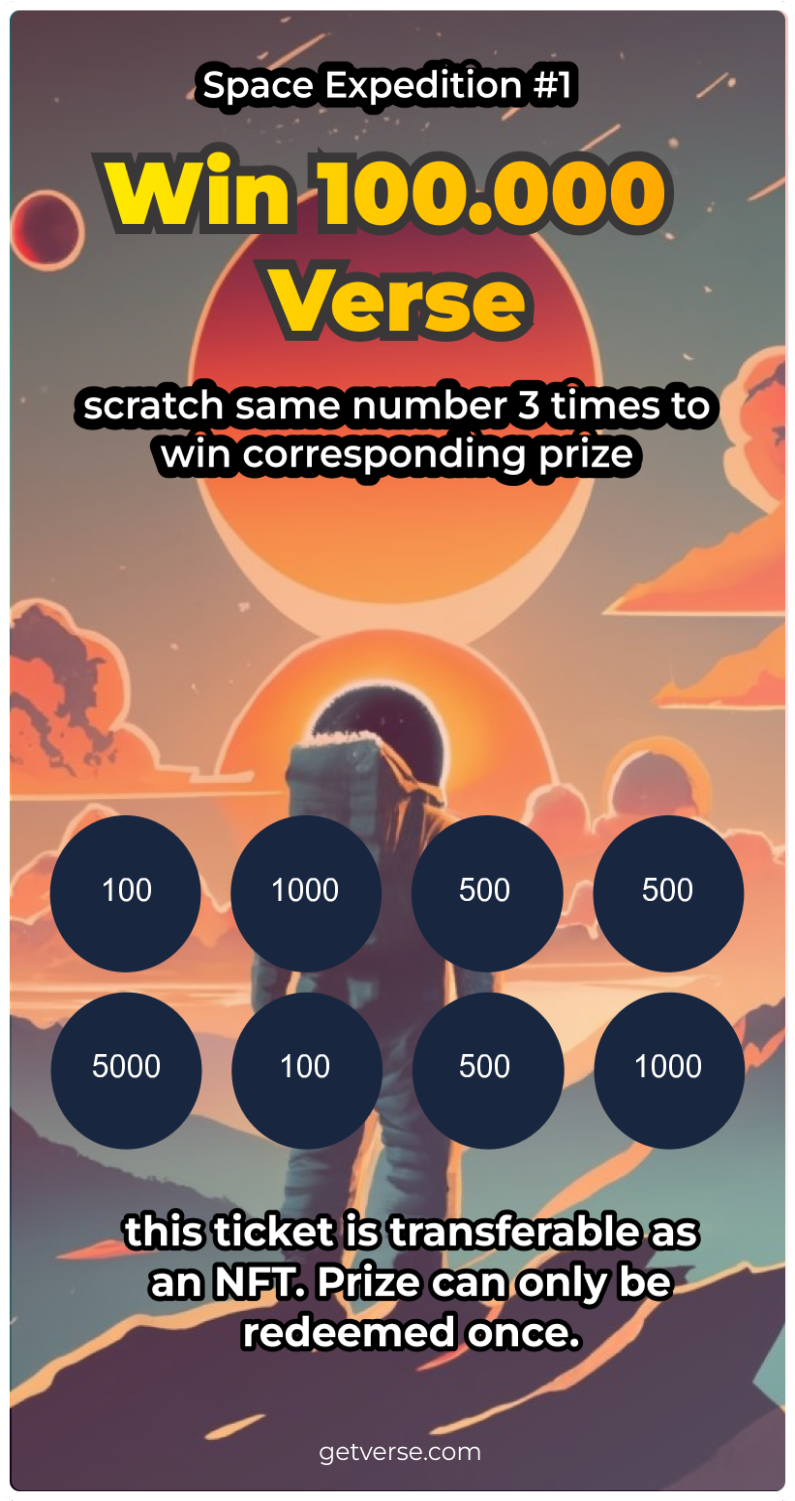 Space Expedition #1
Win 100.000
Verse
scratch same number 3 times to
win corresponding prize
100 1000 500 500
5000 100 500 1000
this ticket is transferable as
an NFT. Prize can only be
redeemed once.
getverse.com